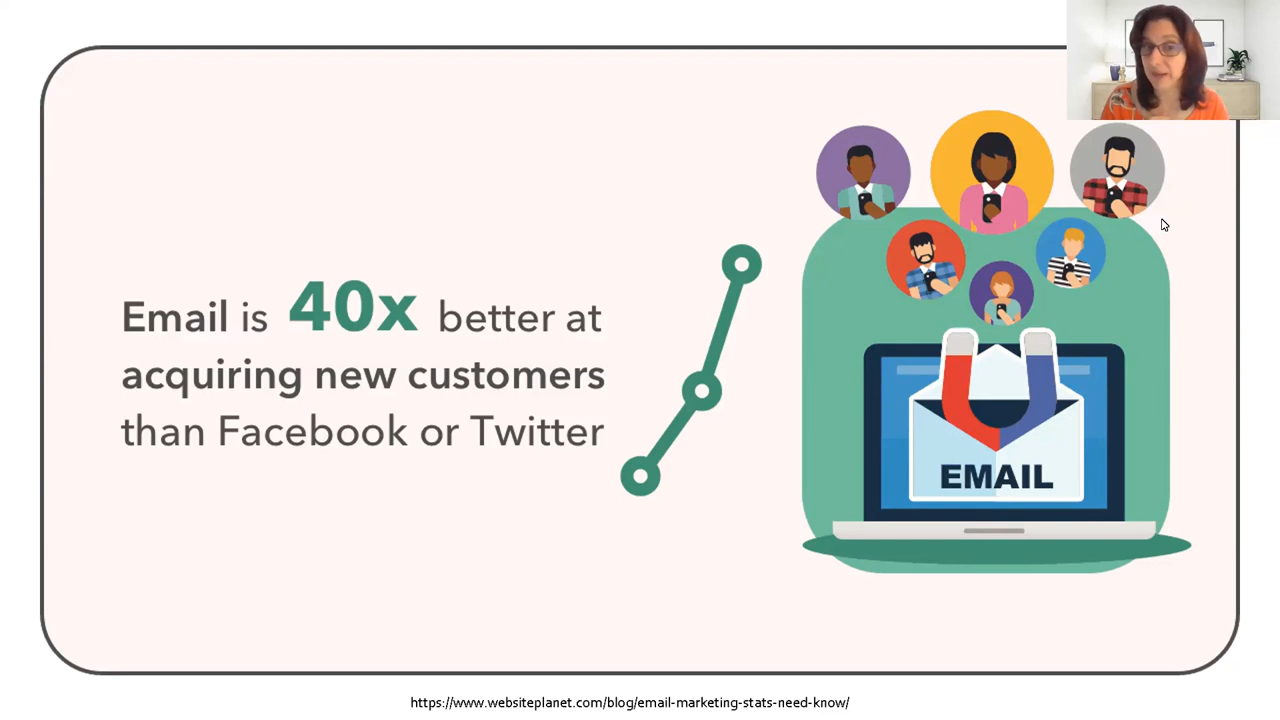 Email is 40x better at
acquiring new customers
than Facebook or Twitter
EMAIL
https://www.websiteplanet.com/blog/email-marketing-stats-need-know/